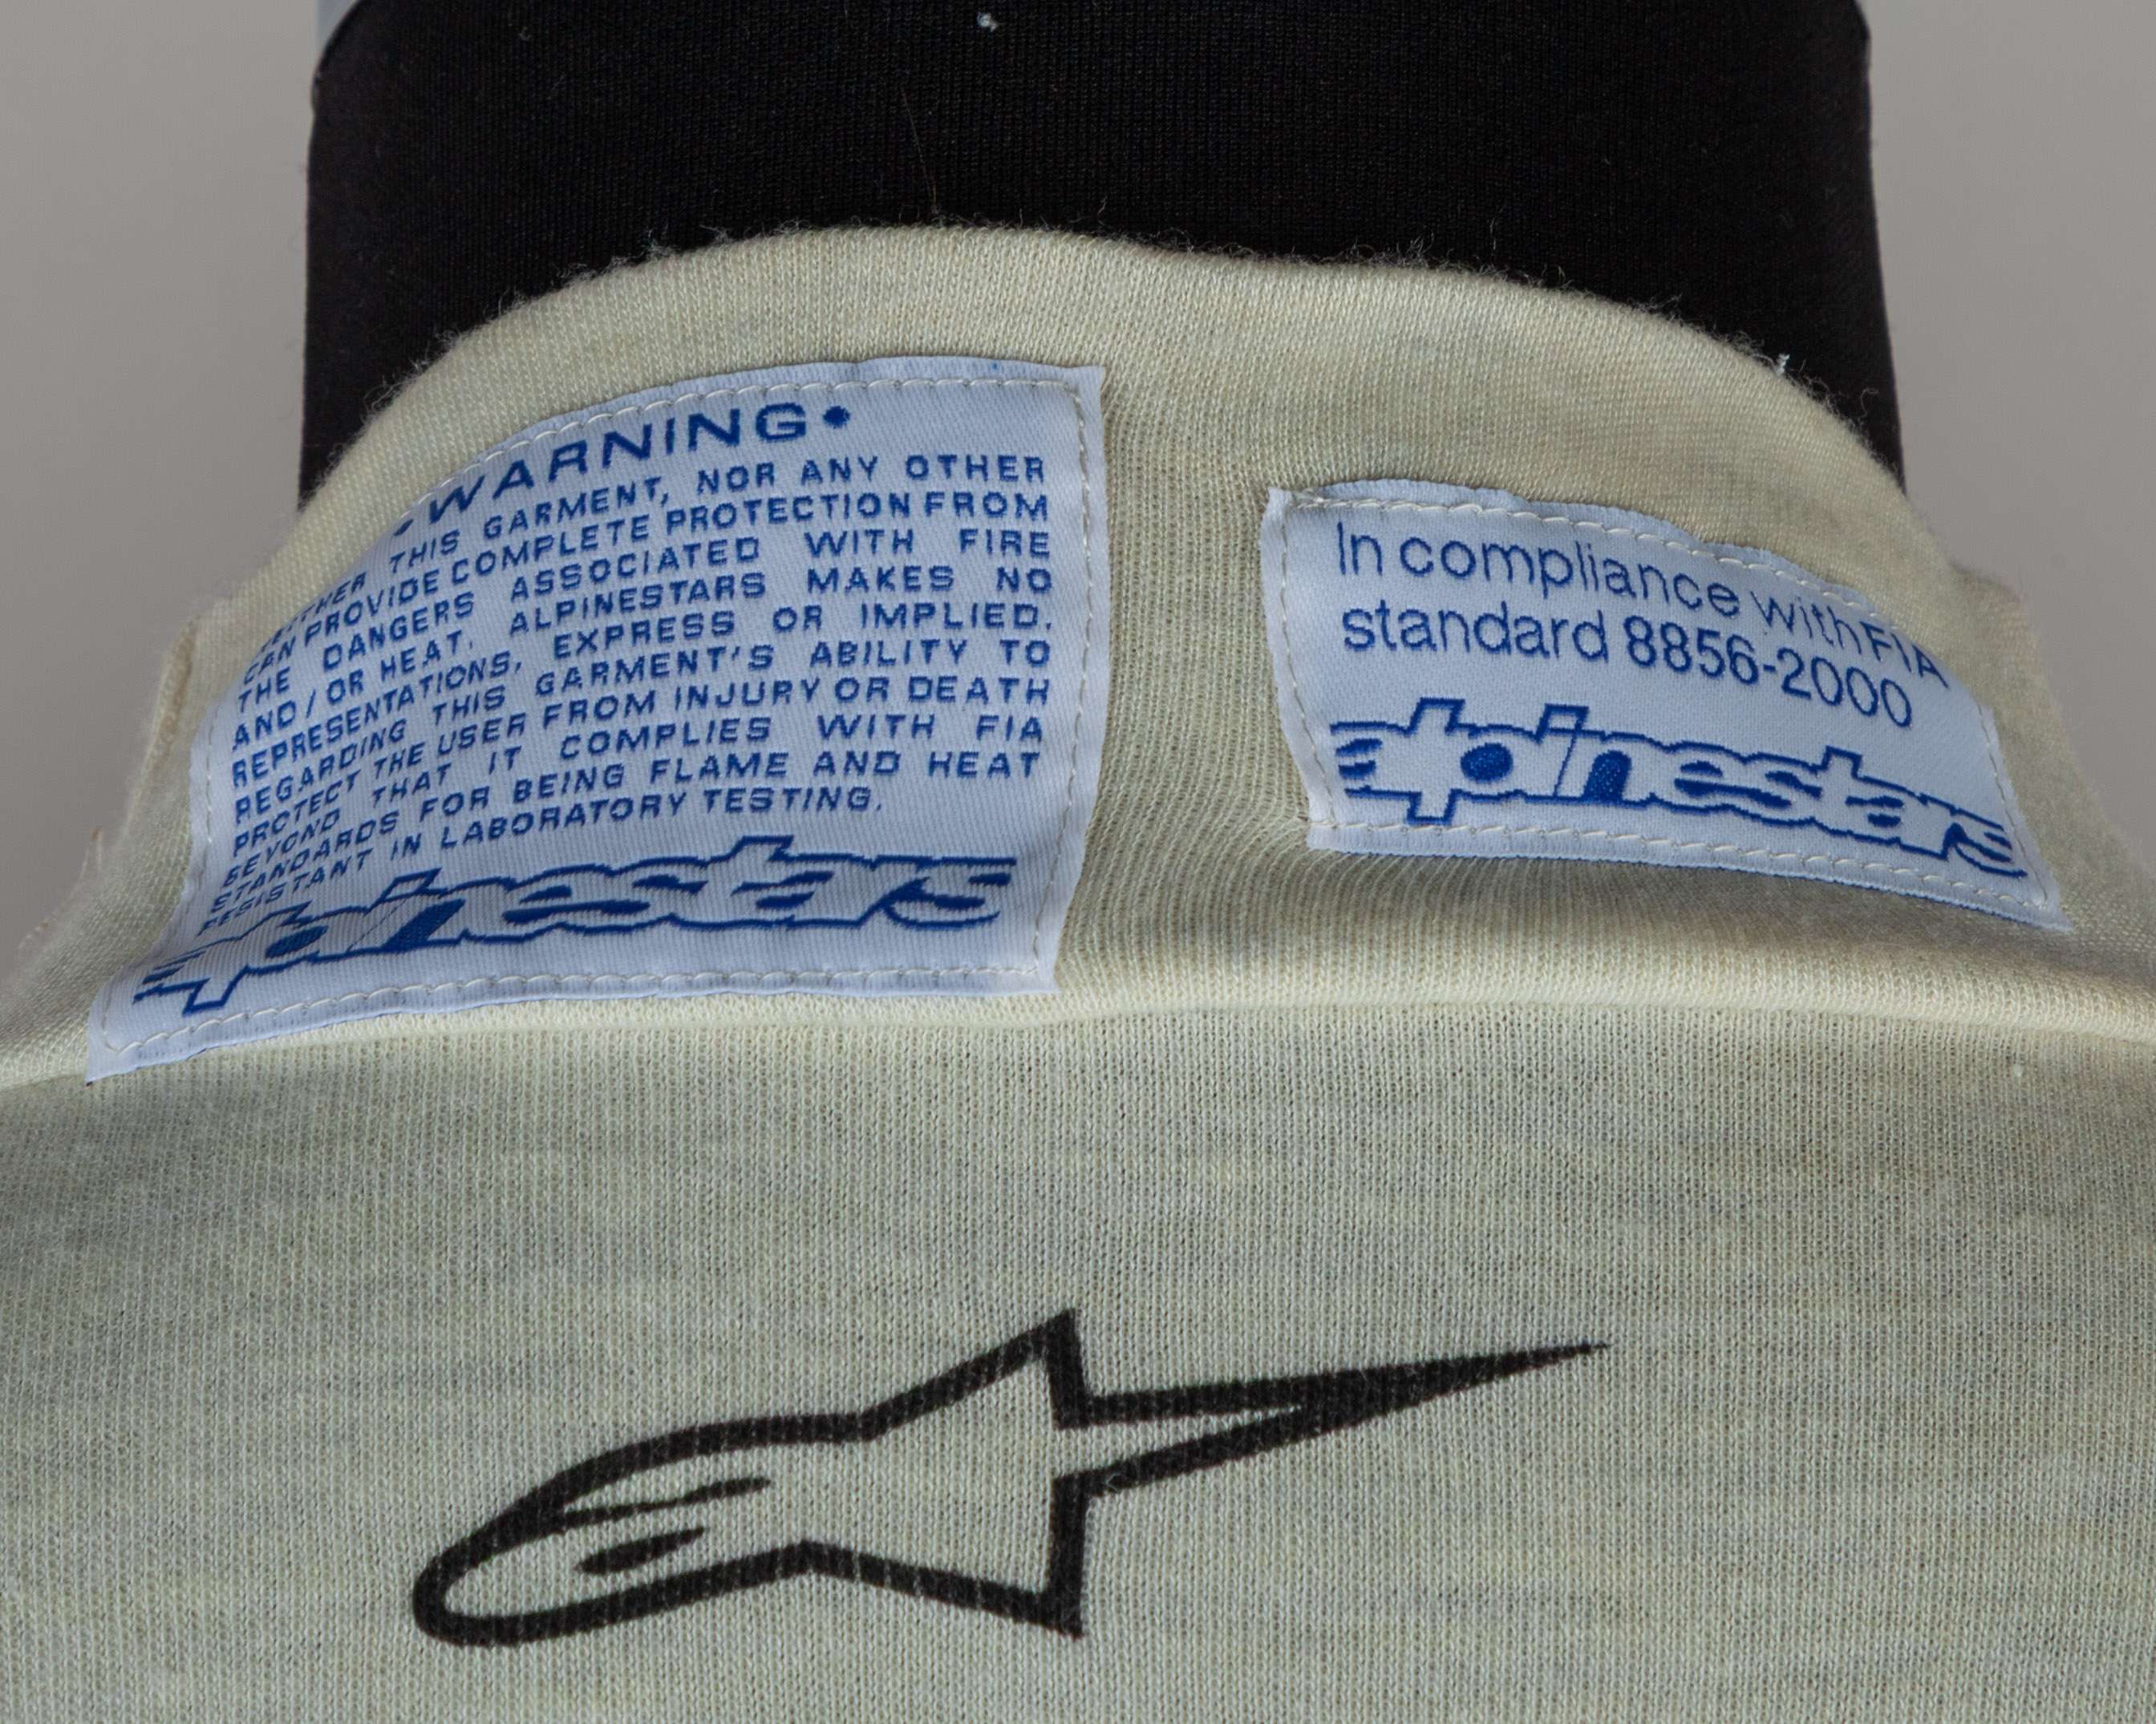 •WARNING•
NEITHER THIS GARMENT, NOR ANY OTHER
CAN PROVIDE COMPLETE PROTECTION FROM
THE DANGERS ASSOCIATED WITH FIRE
AND / OR HEAT. ALPINESTARS MAKES NO
REPRESENTATIONS, EXPRESS OR IMPLIED,
REGARDING THIS GARMENT'S ABILITY TO
PROTECT THE USER FROM INJURY OR DEATH
BEYOND THAT IT COMPLIES WITH FIA
STANDARDS FOR BEING FLAME AND HEAT
RESISTANT IN LABORATORY TESTING.
alpinestars
In compliance with FIA
standard 8856-2000
alpinestars